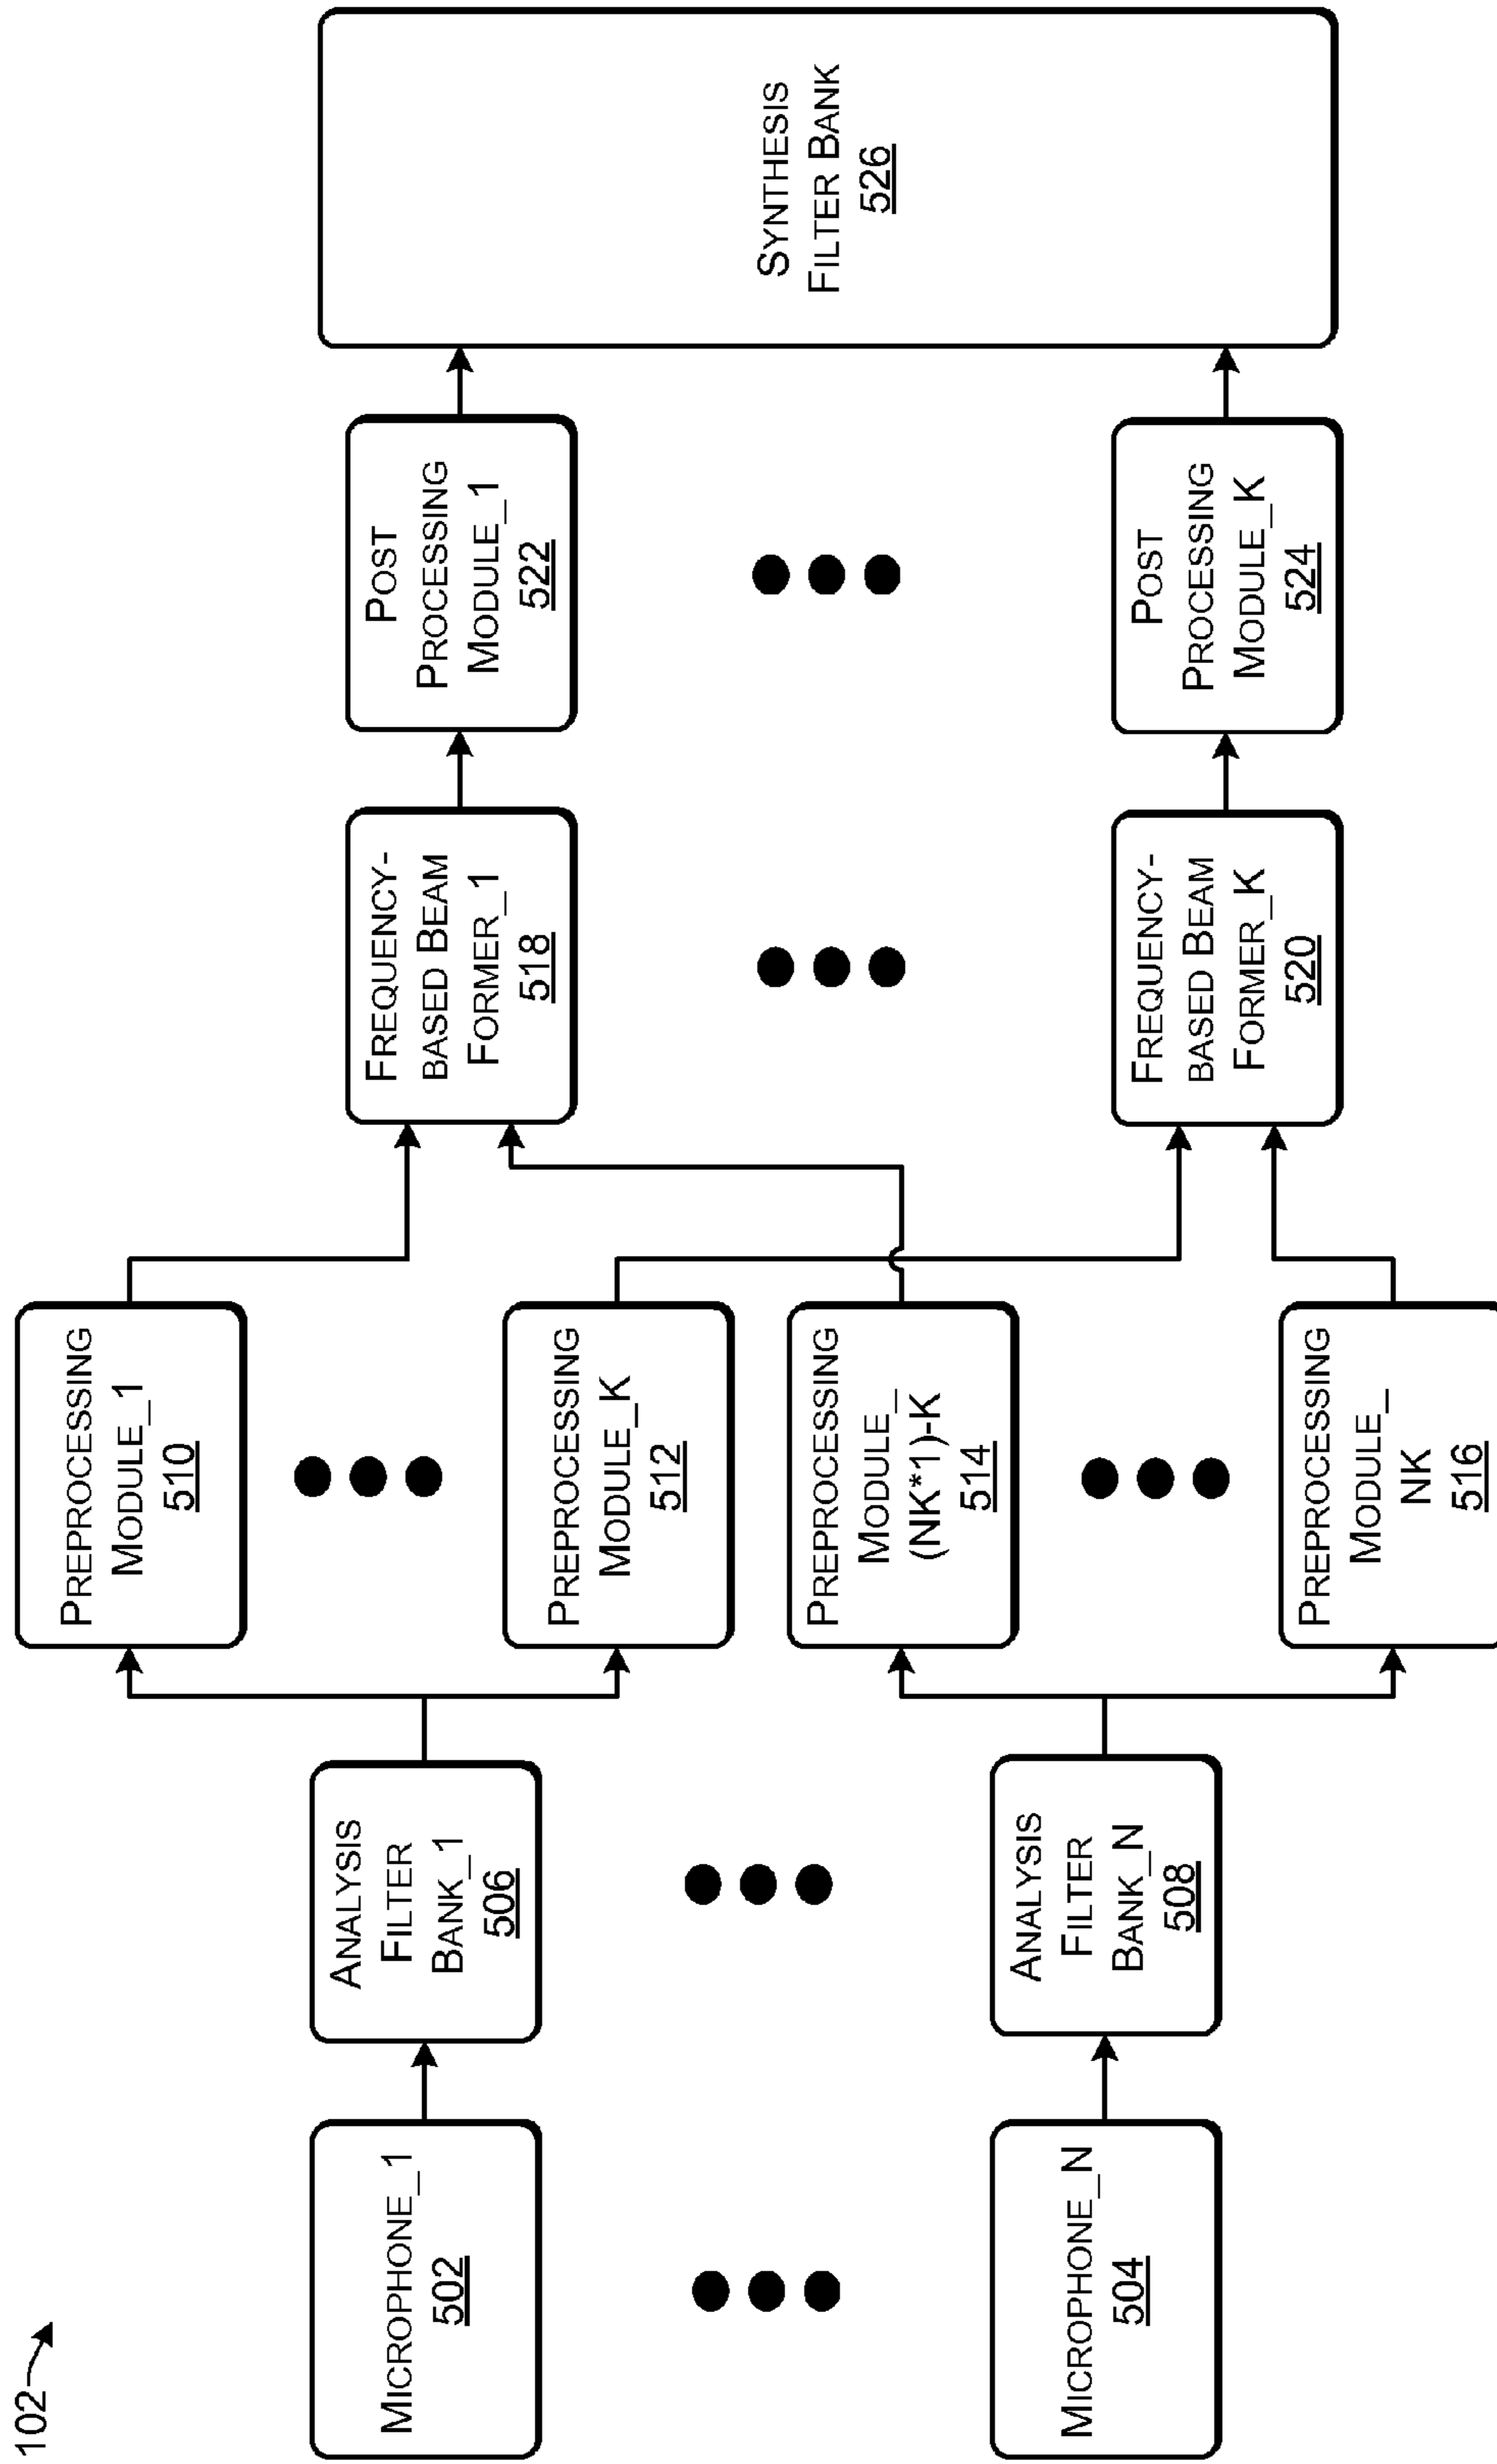 102
MICROPHONE_1
502
MICROPHONE_N
504
ANALYSIS
FILTER
BANK_1
506
ANALYSIS
FILTER
BANK_N
508
PREPROCESSING
MODULE_1
510
PREPROCESSING
MODULE_K
512
PREPROCESSING
MODULE_
(NK*1)-K
514
PREPROCESSING
MODULE_
NK
516
FREQUENCY-
BASED BEAM
FORMER_1
518
FREQUENCY-
BASED BEAM
FORMER_K
520
POST
PROCESSING
MODULE_1
522
POST
PROCESSING
MODULE_K
524
SYNTHESIS
FILTER BANK
526